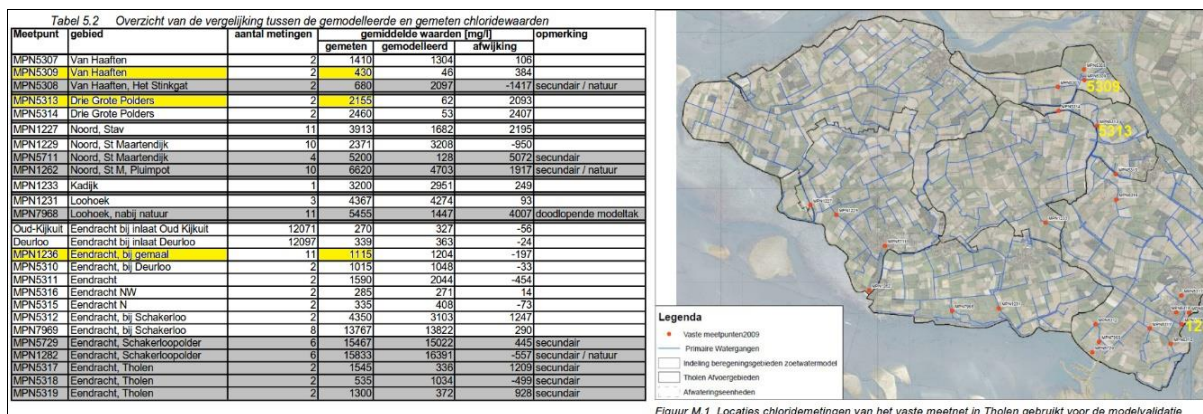 Tabel 5.2 Overzicht van de vergelijking tussen de gemodelleerde en gemeten chloridewaarden
Meetpunt gebied aantal metingen gemiddelde waarden [mg/l] opmerking
gemeten gemodelleerd afwijking
MPN5307 Van Haaften 2 1410 1304 106
MPN5309 Van Haaften 2 430 46 384
MPN5308 Van Haaften, Het Stinkgat 2 680 2097 -1417 secundair / natuur
MPN5313 Drie Grote Polders 2 2155 62 2093
MPN5314 Drie Grote Polders 2 2460 53 2407
MPN1227 Noord, Stav 11 3913 1682 2195
MPN1229 Noord, St Maartendijk 10 2371 3208 -950
MPN5711 Noord, St Maartendijk 4 5200 128 5072 secundair
MPN1262 Noord, St M, Pluimpot 10 6620 4703 1917 secundair / natuur
MPN1233 Kadijk 1 3200 2951 249
MPN1231 Loohoek 3 4367 4274 93
MPN7968 Loohoek, nabij natuur 11 5455 1447 4007 doodlopende modeltak
Oud-Kijkuit Eendracht bij inlaat Oud Kijkuit 12071 270 327 -56
Deurloo Eendracht bij inlaat Deurloo 12097 339 363 -24
MPN1236 Eendracht, bij gemaal 11 1115 1204 -197
MPN5310 Eendracht, bij Deurloo 2 1015 1048 -33
MPN5311 Eendracht 2 1590 2044 -454
MPN5316 Eendracht NW 2 285 271 14
MPN5315 Eendracht N 2 335 408 -73
MPN5312 Eendracht, bij Schakerloo 2 4350 3103 1247
MPN7969 Eendracht, bij Schakerloo 8 13767 13822 290
MPN5729 Eendracht, Schakerloopolder 6 15467 15022 445 secundair
MPN1282 Eendracht, Schakerloopolder 6 15833 16391 -557 secundair / natuur
MPN5317 Eendracht, Tholen 2 1545 336 1209 secundair
MPN5318 Eendracht, Tholen 2 535 1034 -499 secundair
MPN5319 Eendracht, Tholen 2 1300 372 928 secundair
5309
5313
12
Legenda
Vaste meetpunten2009
Primaire Watergangen
Indeling beregeningsgebieden zoetwatermodel
Tholen Afvoergebieden
Afwateringseenheden
Figuur M.1 Locaties chloridemetingen van het vaste meetnet in Tholen gebruikt voor de modelvalidatie